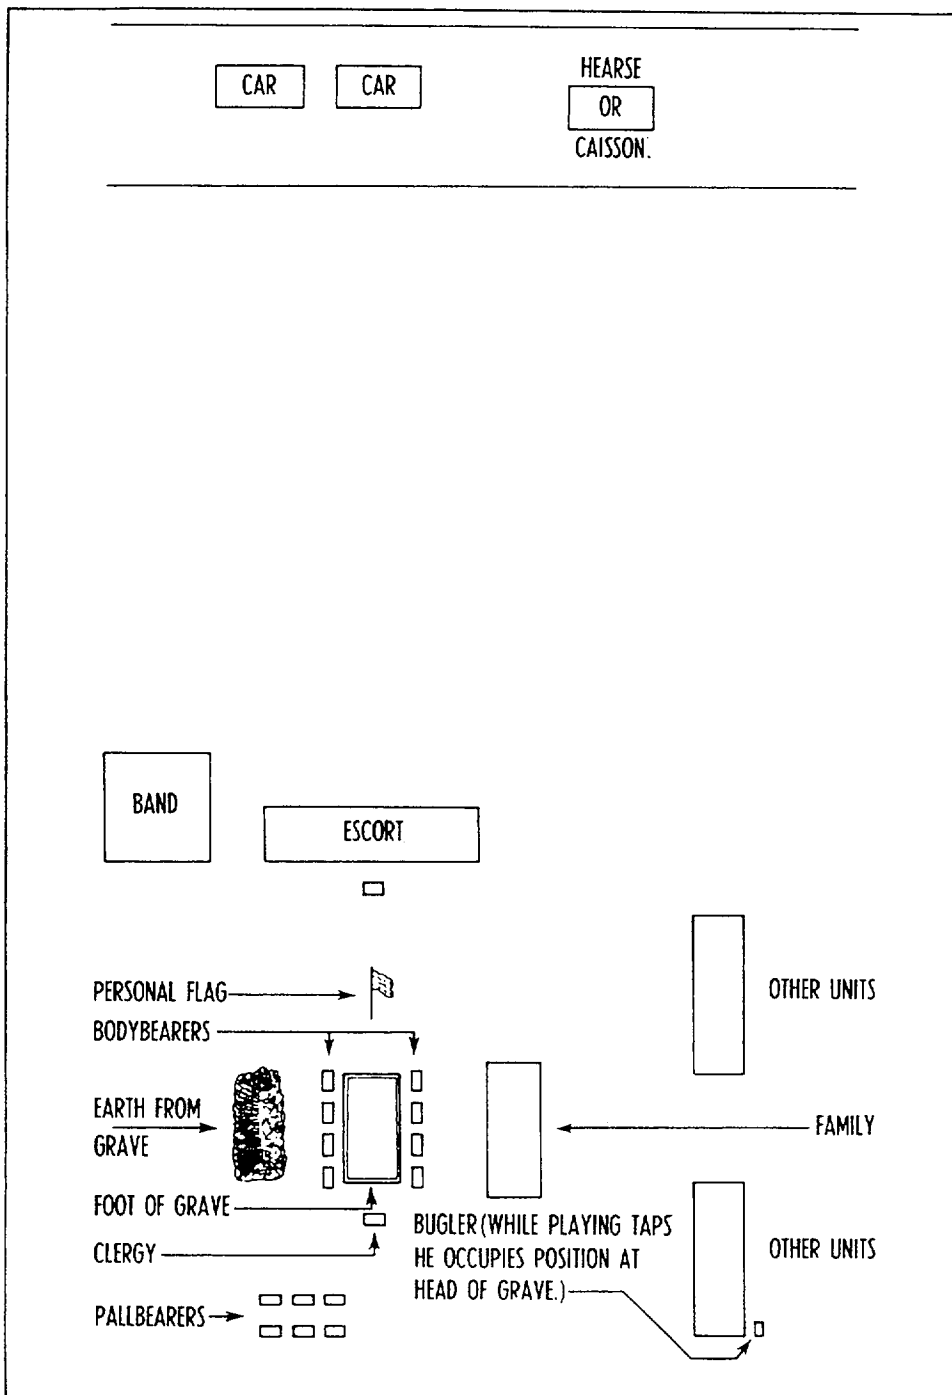 CAR
CAR
HEARSE
OR
CAISSON.
BAND
ESCORT
PERSONAL FLAG
OTHER UNITS
BODYBEARERS
EARTH FROM
GRAVE
FAMILY
FOOT OF GRAVE
CLERGY
BUGLER (WHILE PLAYING TAPS
HE OCCUPIES POSITION AT
HEAD OF GRAVE.)
OTHER UNITS
PALLBEARERS